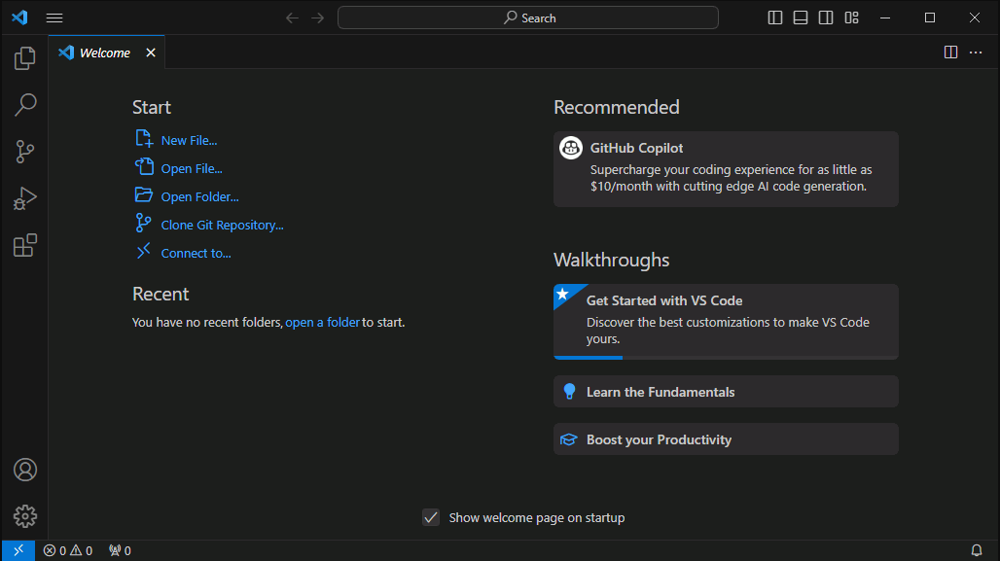 Search
Welcome
Start
New File...
Open File...
Open Folder...
Clone Git Repository...
Connect to...
Recent
You have no recent folders, open a folder to start.
Recommended
GitHub Copilot
Supercharge your coding experience for as little as
$10/month with cutting edge AI code generation.
Walkthroughs
Get Started with VS Code
Discover the best customizations to make VS Code
yours.
Learn the Fundamentals
Boost your Productivity
Show welcome page on startup
0 0 0